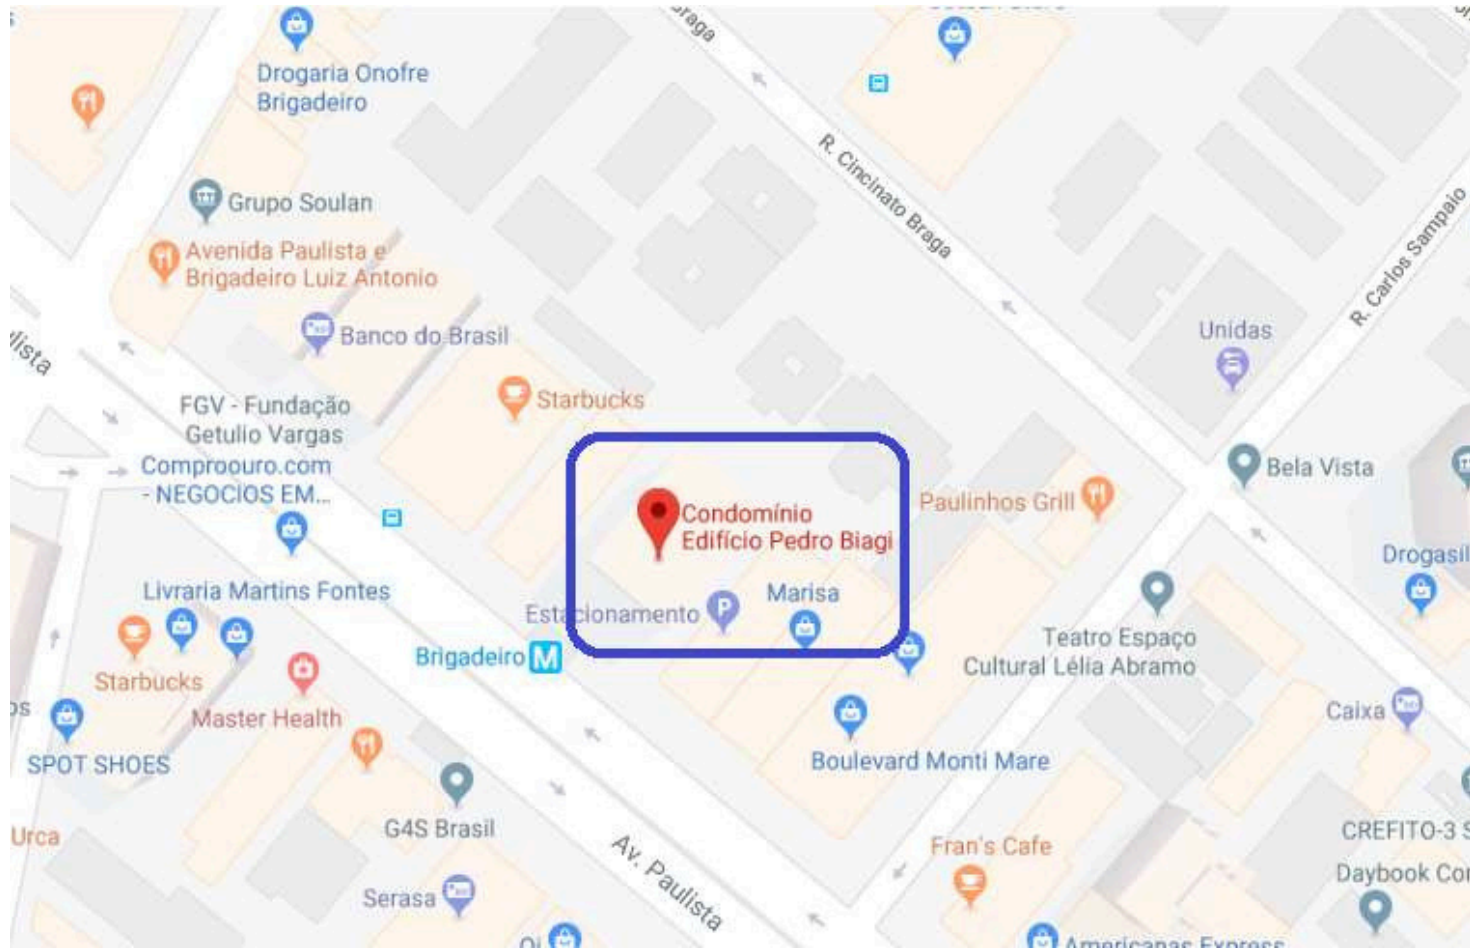 Braga
Drogaria Onofre
Brigadeiro
R. Cincinato Braga
R. Carlos Sampaio
Grupo Soulan
Avenida Paulista e
Brigadeiro Luiz Antonio
Banco do Brasil
Unidas
FGV - Fundação
Getulio Vargas
Starbucks
Comproouro.com
- NEGOCIOS EM...
Bela Vista
Paulinhos Grill
Condomínio
Edifício Pedro Biagi
Drogasil
Livraria Martins Fontes
Estacionamento
P
Marisa
Brigadeiro M
Teatro Espaço
Cultural Lélia Abramo
Starbucks
Master Health
Caixa
SPOT SHOES
Boulevard Monti Mare
G4S Brasil
Urca
Av. Paulista
Fran's Cafe
CREFITO-3 S
Daybook Cor
Serasa
Oi
Americanas Express